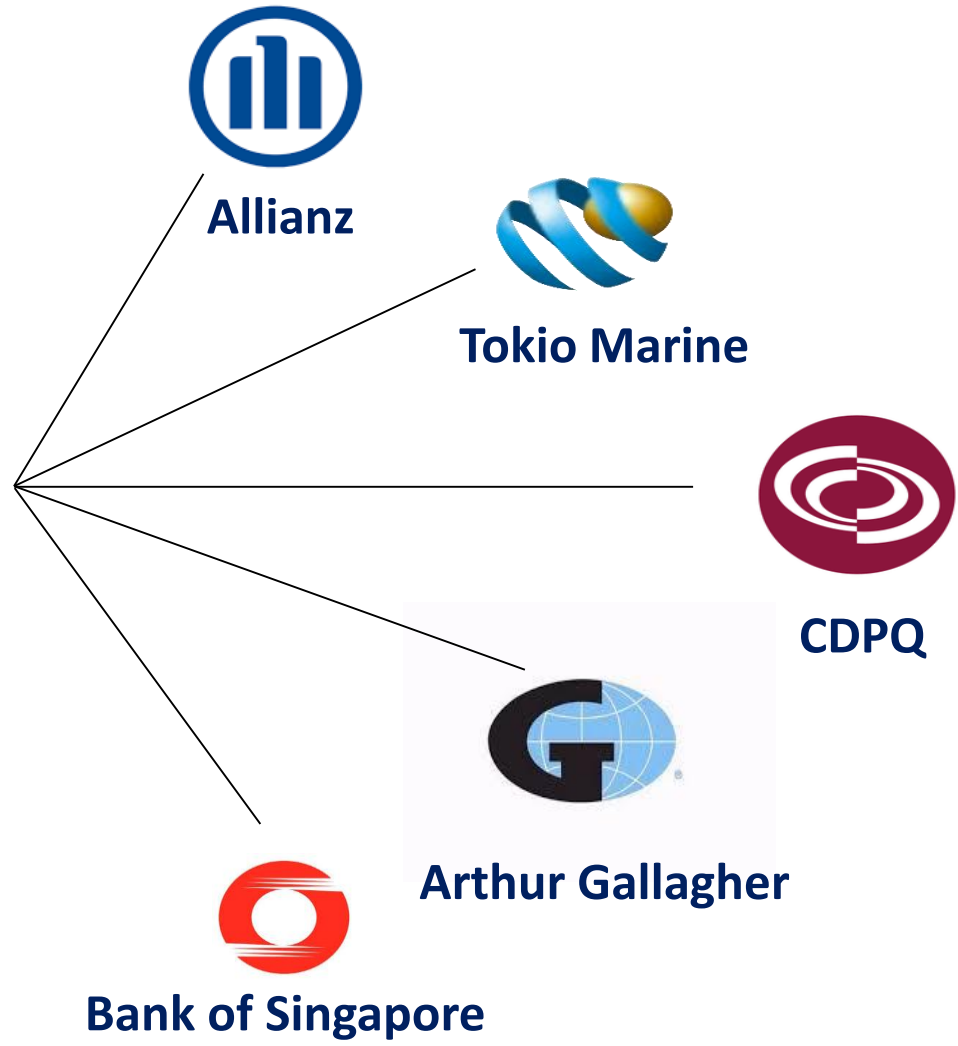 Allianz
Tokio Marine
CDPQ
G
®
Arthur Gallagher
Bank of Singapore